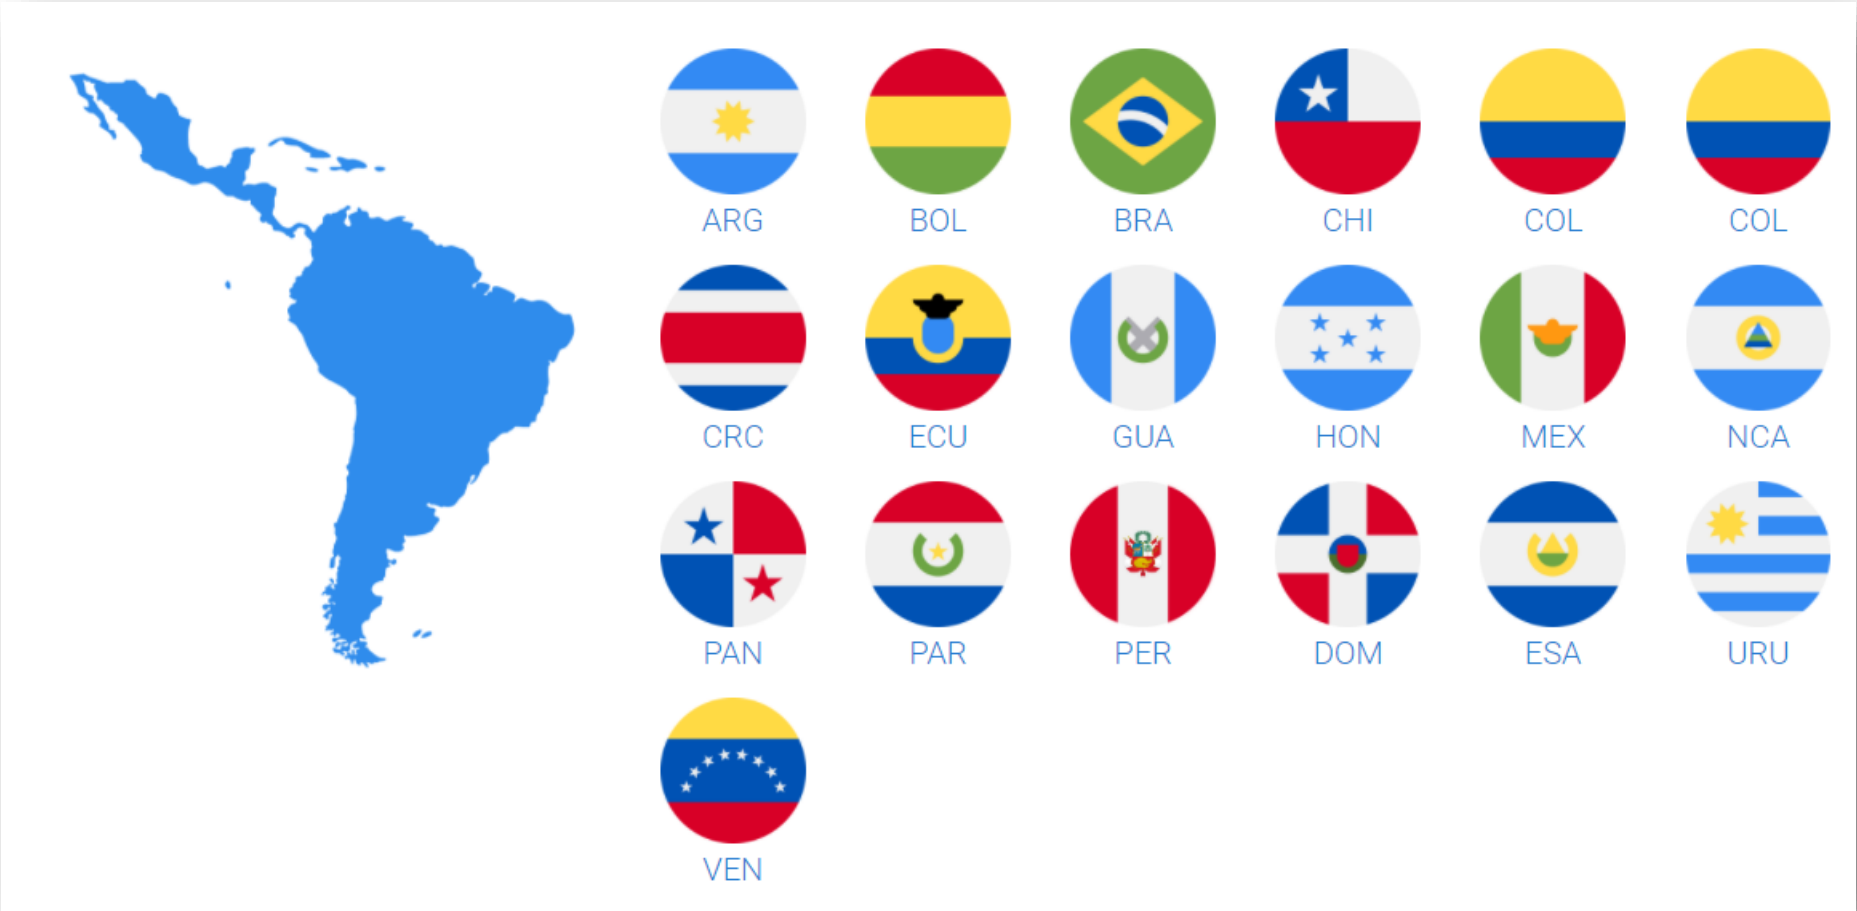 ARG BOL BRA CHI COL COL
CRC ECU GUA HON MEX NCA
PAN PAR PER DOM ESA URU
VEN